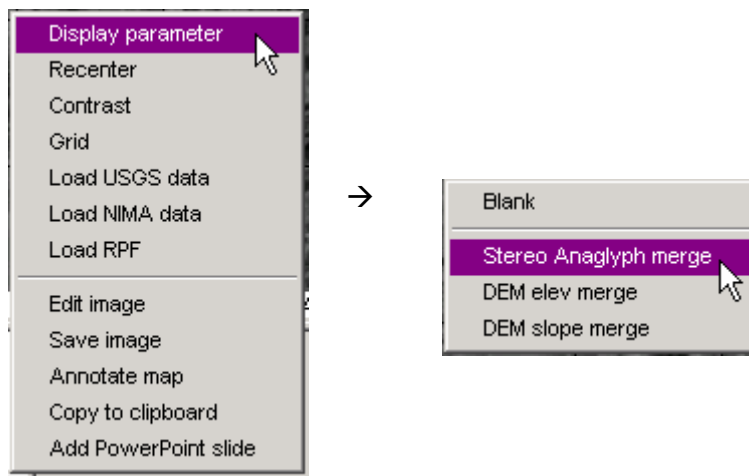 Display parameter
Recenter
Contrast
Grid
Load USGS data
Load NIMA data
Load RPF
Edit image
Save image
Annotate map
Copy to clipboard
Add PowerPoint slide
→
Blank
Stereo Anaglyph merge
DEM elev merge
DEM slope merge